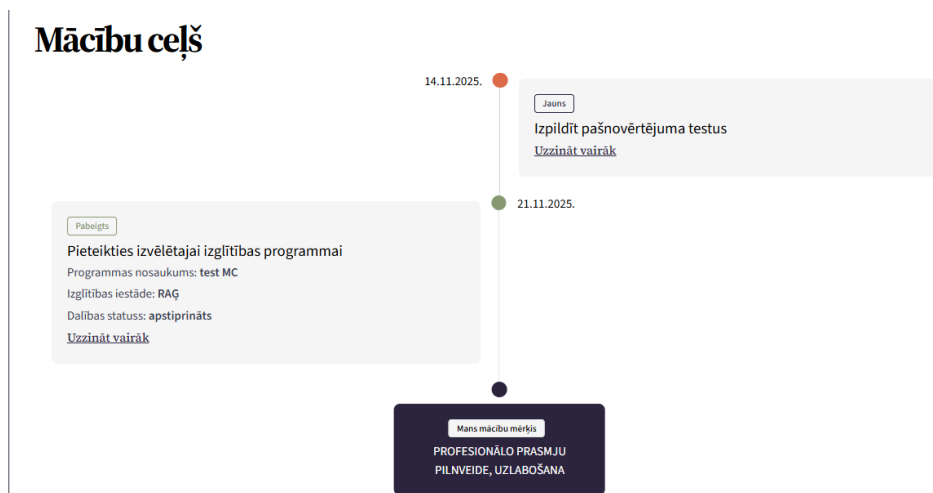 Mācību ceļš
14.11.2025.
Jauns
Izpildīt pašnovērtējuma testus
Uzzināt vairāk
21.11.2025.
Pabeigts
Pieteikties izvēlētajai izglītības programmai
Programmas nosaukums: test MC
Izglītības iestāde: RAĢ
Dalības statuss: apstiprināts
Uzzināt vairāk
Mans mācību mērķis
PROFESIONĀLO PRASMJU
PILNVEIDE, UZLABOŠANA